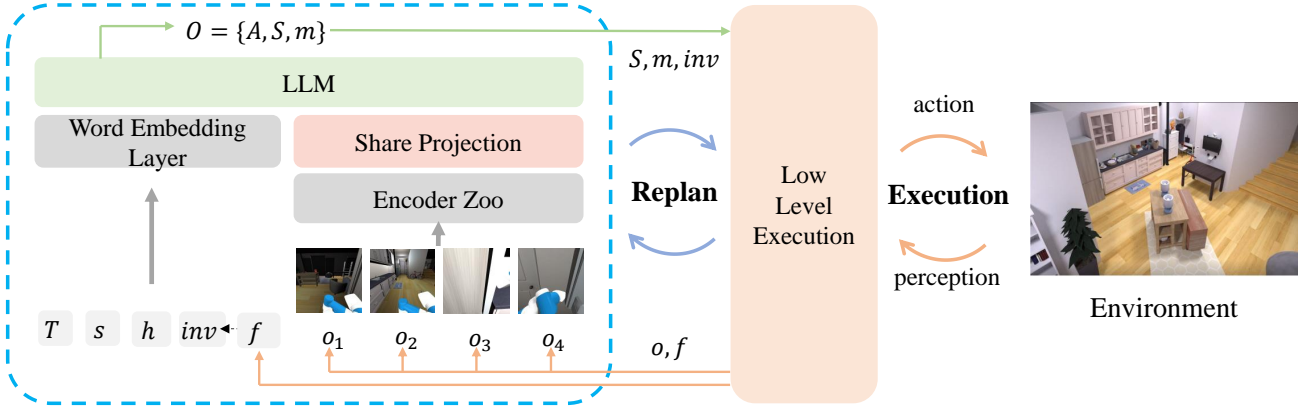 O = {A, S, m}
S, m, inv
LLM
Word Embedding
Layer
Share Projection
Encoder Zoo
Replan
Low
Level
Execution
action
Execution
perception
Environment
T s h inv f
o₁ o₂ o₃ o₄
o, f